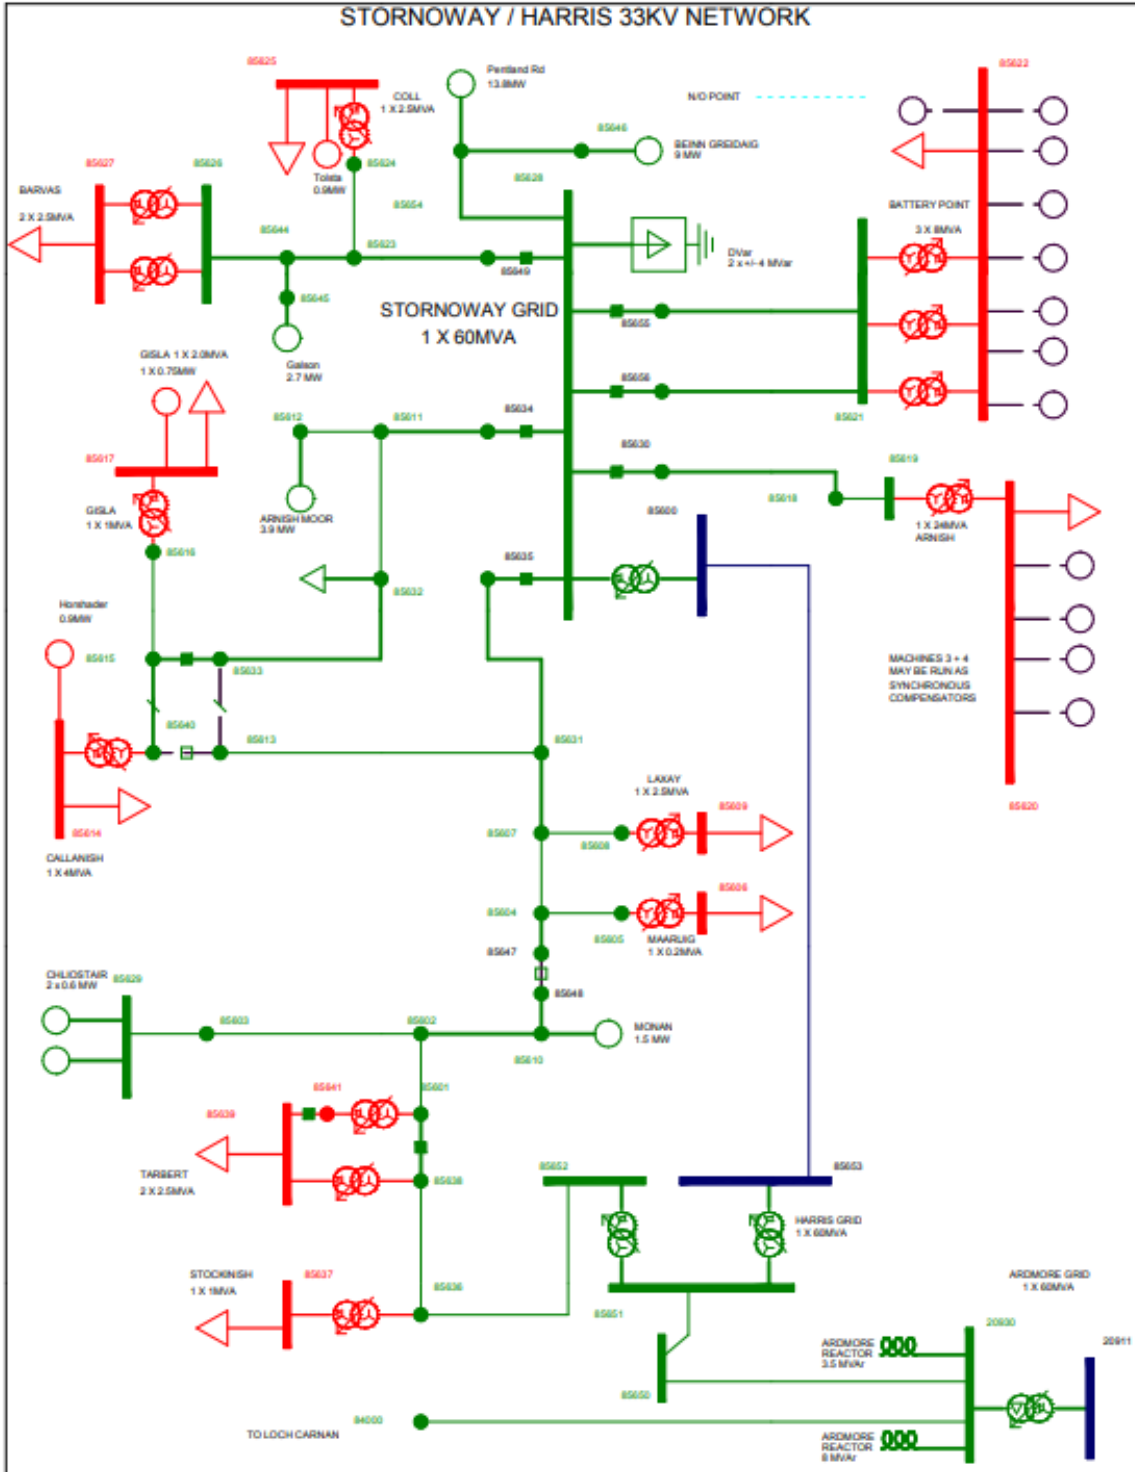 STORNOWAY / HARRIS 33KV NETWORK
85625
Pentland Rd
13.8MW
85622
COLL
1 X 2.5MVA
N/O POINT
85646
BEINN GREIDAIG
9 MW
85627
85626
85624
Tolsta
0.9MW
85628
BARVAS
2 X 2.5MVA
85654
BATTERY POINT
3 X 8MVA
85644
85623
85649
DVar
2 x +/- 4 MVar
85645
STORNOWAY GRID
1 X 60MVA
85655
GISLA 1 X 2.0MVA
1 X 0.75MW
Galson
2.7 MW
85656
85612
85611
85634
85621
85617
85630
85619
GISLA
1 X 1MVA
ARNISH MOOR
3.9 MW
85618
85600
1 X 24MVA
ARNISH
85616
85635
85632
Horshader
0.9MW
85615
85633
MACHINES 3 + 4
MAY BE RUN AS
SYNCHRONOUS
COMPENSATORS
85640
85613
85631
LAXAY
1 X 2.5MVA
85609
85620
85614
85607
85608
CALLANISH
1 X 4MVA
85606
85604
85605
MAARUIG
1 X 0.2MVA
85647
CHLIOSTAIR
2 x 0.6 MW
85629
85648
85603
85602
MONAN
1.5 MW
85610
85641
85601
85639
85652
85653
TARBERT
2 X 2.5MVA
85638
HARRIS GRID
1 X 60MVA
STOCKINISH
1 X 1MVA
85637
85636
ARDMORE GRID
1 X 60MVA
85651
20930
20911
ARDMORE
REACTOR
3.5 MVAr
85650
84000
TO LOCH CARNAN
ARDMORE
REACTOR
8 MVAr